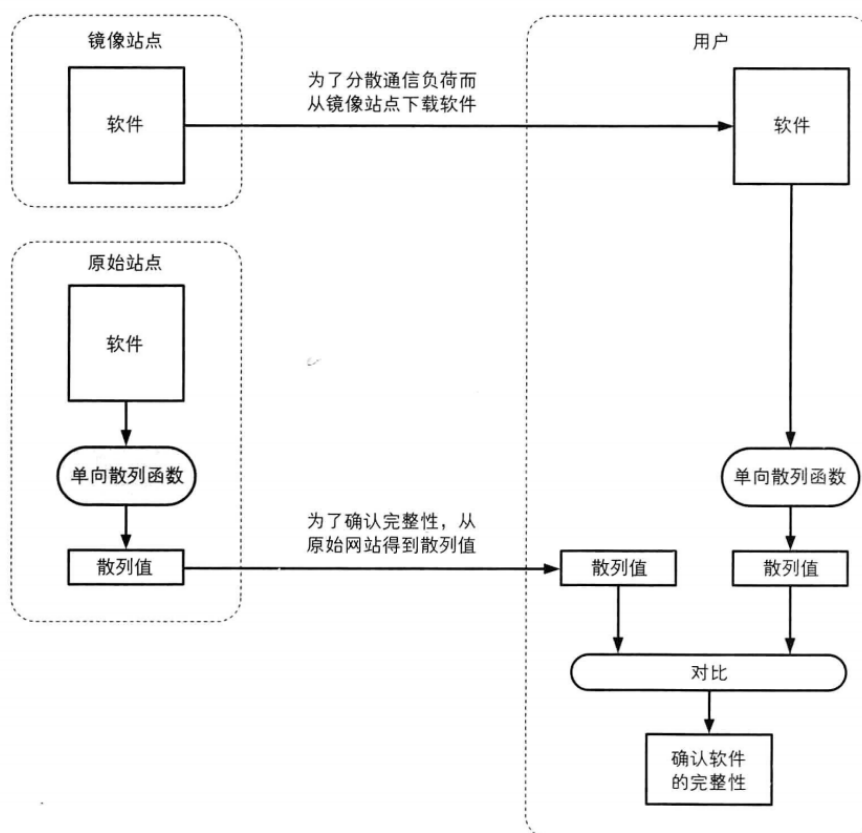 镜像站点
用户
为了分散通信负荷而
从镜像站点下载软件
软件
软件
原始站点
软件
单向散列函数
单向散列函数
为了确认完整性，从
原始网站得到散列值
散列值
散列值
散列值
对比
确认软件
的完整性